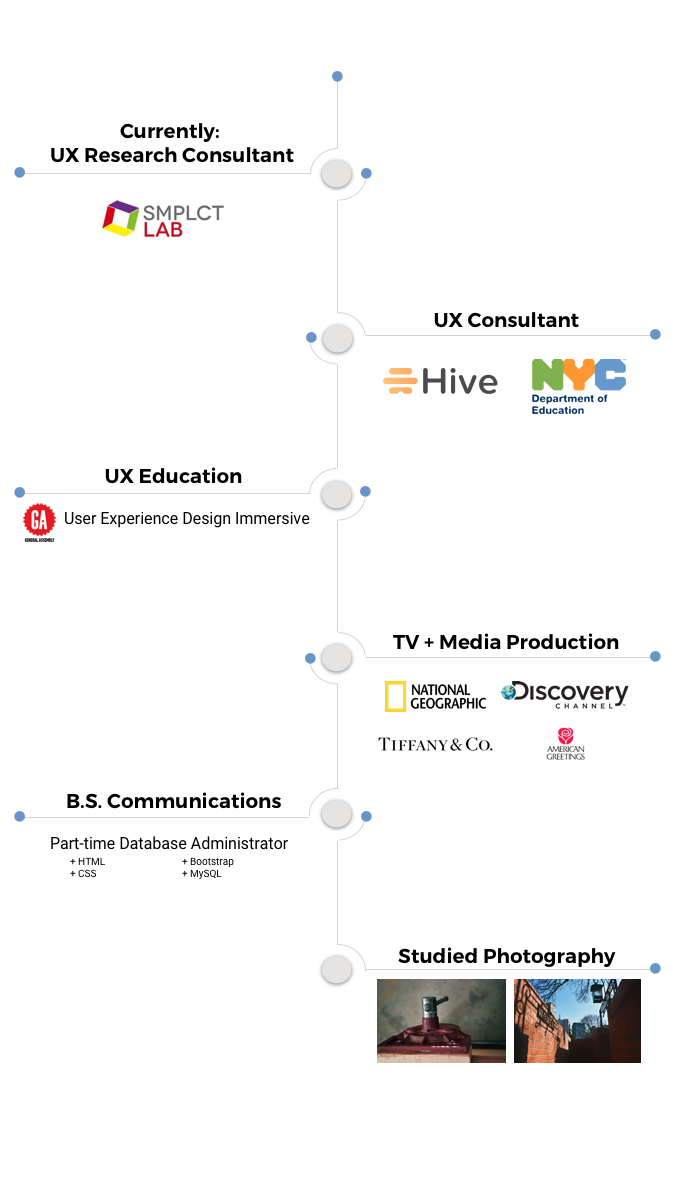 Currently:
UX Research Consultant
SMPLCT
LAB
UX Consultant
Hive
NYC
Department of
Education
UX Education
GA
GENERAL ASSEMBLY
User Experience Design Immersive
TV + Media Production
NATIONAL
GEOGRAPHIC
Discovery
CHANNEL
TIFFANY & CO.
AMERICAN
GREETINGS
B.S. Communications
Part-time Database Administrator
+ HTML
+ Bootstrap
+ CSS
+ MySQL
Studied Photography